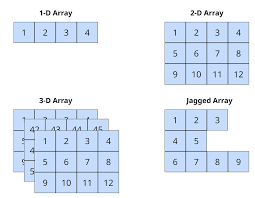 1-D Array
1 2 3 4
2-D Array
1 2 3 4
5 6 7 8
9 10 11 12
3-D Array
1
42 43 44 45
1 2 3 4
5 6 7 8
9 10 11 12
Jagged Array
1 2 3
4 5
6 7 8 9